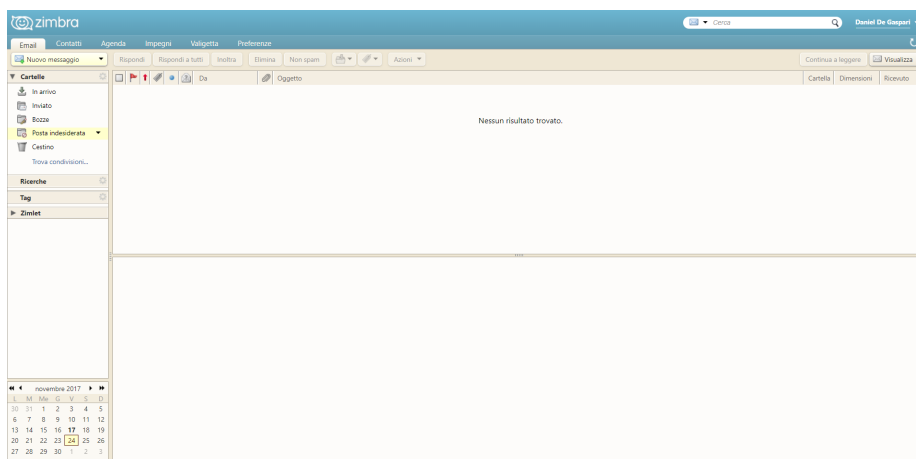 zimbra
Cerca
Daniel De Gaspari
Email Contatti Agenda Impegni Valigetta Preferenze
Nuovo messaggio Rispondi Rispondi a tutti Inoltra Elimina Non spam Azioni Continua a leggere Visualizza
Cartelle Da Oggetto Cartella Dimensioni Ricevuto
In arrivo
Inviato
Bozze
Posta indesiderata
Cestino
Trova condivisioni...
Ricerche
Tag
Zimlet
Nessun risultato trovato.
novembre 2017
L M Me G V S D
30 31 1 2 3 4 5
6 7 8 9 10 11 12
13 14 15 16 17 18 19
20 21 22 23 24 25 26
27 28 29 30 1 2 3